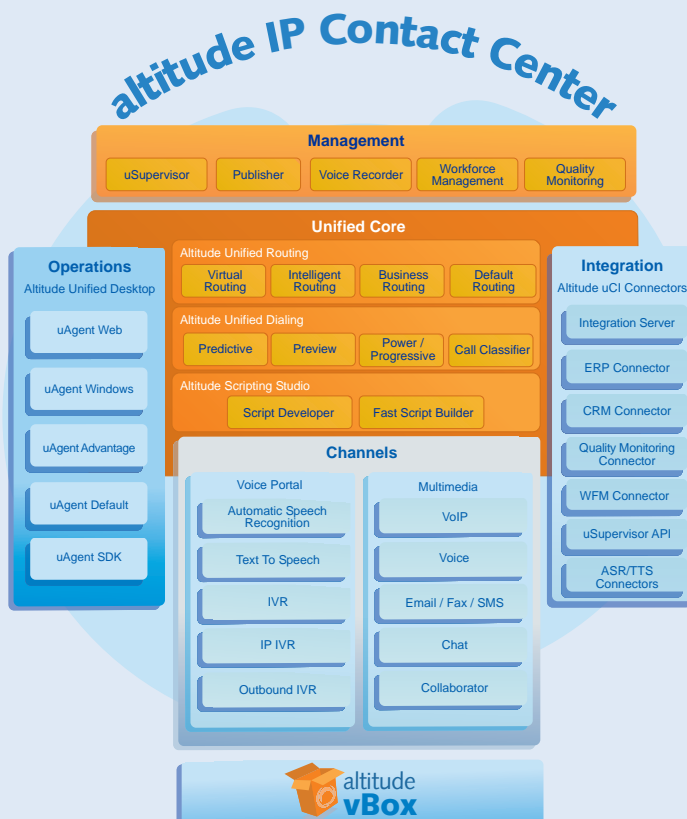 altitude IP Contact Center
Management
uSupervisor
Publisher
Voice Recorder
Workforce
Management
Quality
Monitoring
Unified Core
Altitude Unified Routing
Virtual
Routing
Intelligent
Routing
Business
Routing
Default
Routing
Altitude Unified Dialing
Predictive
Preview
Power /
Progressive
Call Classifier
Altitude Scripting Studio
Script Developer
Fast Script Builder
Operations
Altitude Unified Desktop
uAgent Web
uAgent Windows
uAgent Advantage
uAgent Default
uAgent SDK
Channels
Voice Portal
Automatic Speech
Recognition
Text To Speech
IVR
IP IVR
Outbound IVR
Multimedia
VoIP
Voice
Email / Fax / SMS
Chat
Collaborator
Integration
Altitude uCI Connectors
Integration Server
ERP Connector
CRM Connector
Quality Monitoring
Connector
WFM Connector
uSupervisor API
ASR/TTS
Connectors
altitude
vBox